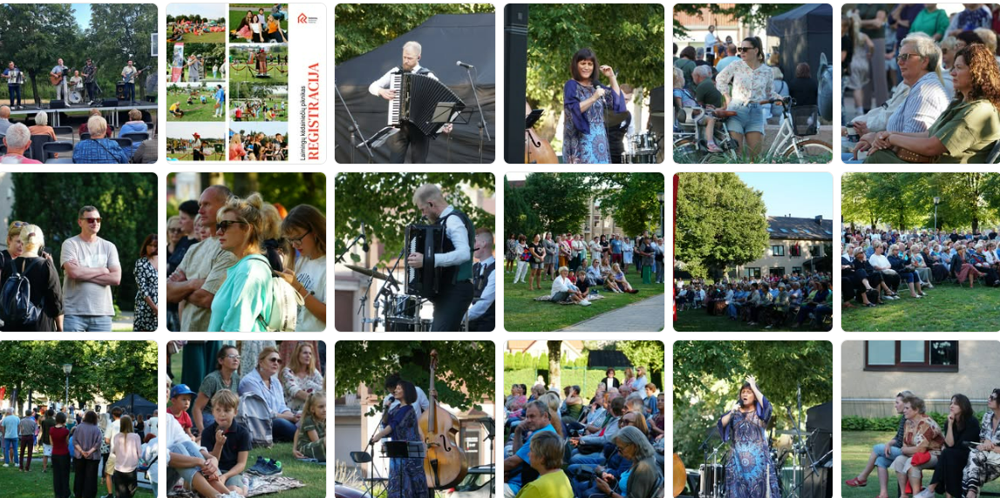 Laimingų kėdainiečių piknikas
REGISTRACIJA